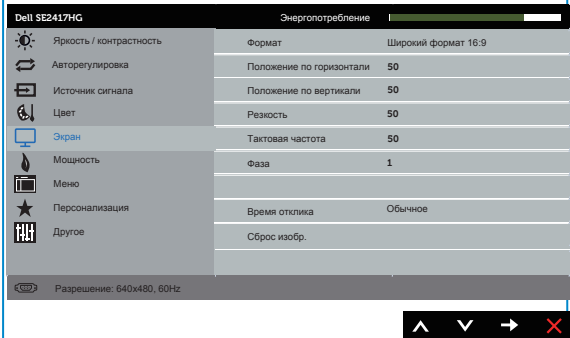 Dell SE2417HG Энергопотребление
Яркость / контрастность
Авторегулировка
Источник сигнала
Цвет
Экран
Мощность
Меню
Персонализация
Другое
Формат Широкий формат 16:9
Положение по горизонтали 50
Положение по вертикали 50
Резкость 50
Тактовая частота 50
Фаза 1
Время отклика Обычное
Сброс изобр.
Разрешение: 640x480, 60Hz